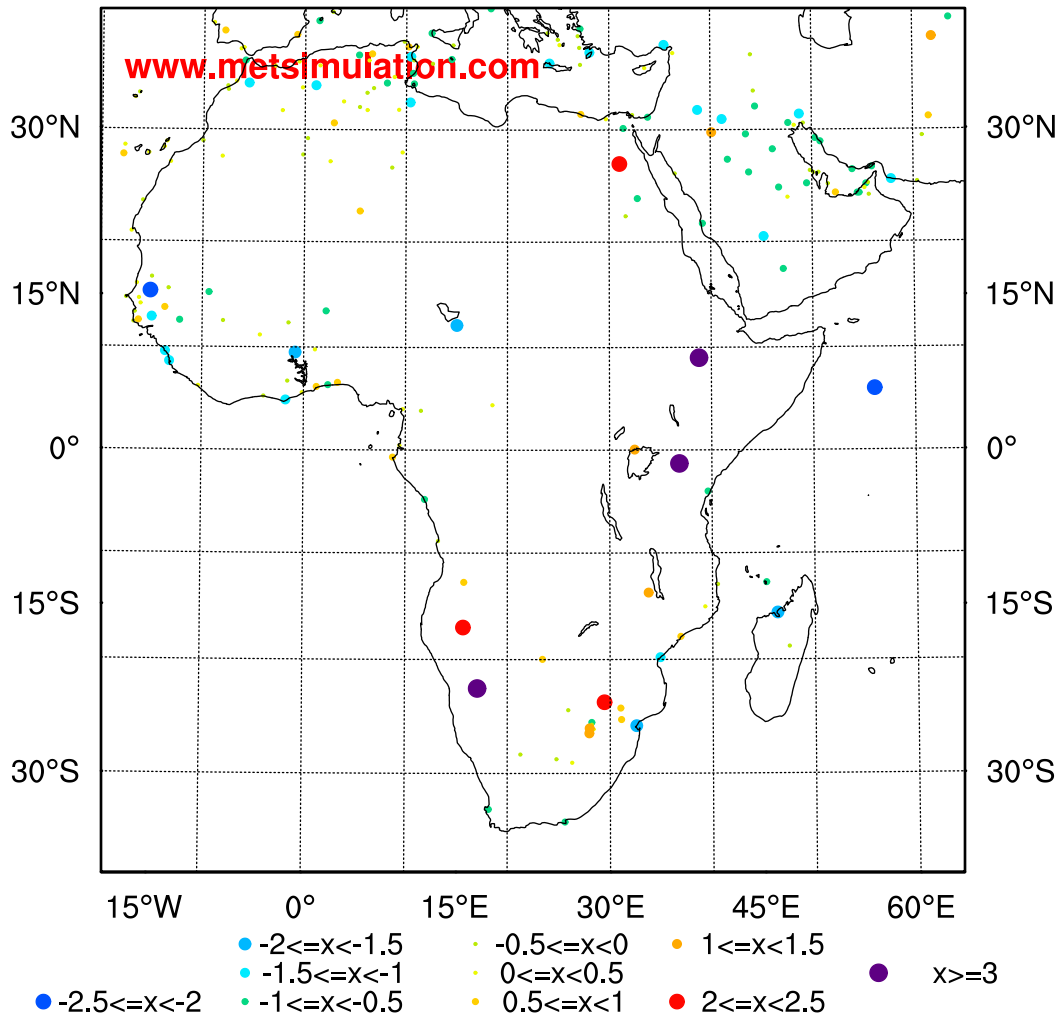 www.metsimulation.com
30°N 30°N
15°N 15°N
0° 0°
15°S 15°S
30°S 30°S
15°W 0° 15°E 30°E 45°E 60°E
-2<=x<-1.5 -0.5<=x<0 1<=x<1.5
-1.5<=x<-1 0<=x<0.5 x>=3
-2.5<=x<-2 -1<=x<-0.5 0.5<=x<1 2<=x<2.5